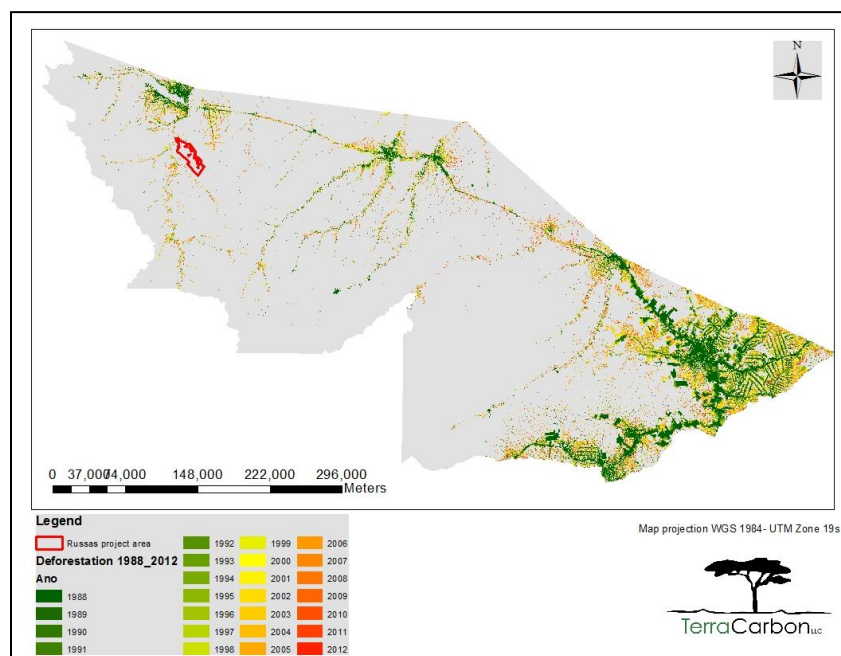 N
0 37,00074,000 148,000 222,000 296,000
Meters
Legend
Russas project area
Deforestation 1988_2012
Ano
1988
1989
1990
1991
1992
1993
1994
1995
1996
1997
1998
1999
2000
2001
2002
2003
2004
2005
2006
2007
2008
2009
2010
2011
2012
Map projection WGS 1984- UTM Zone 19s
TerraCarbon LLC